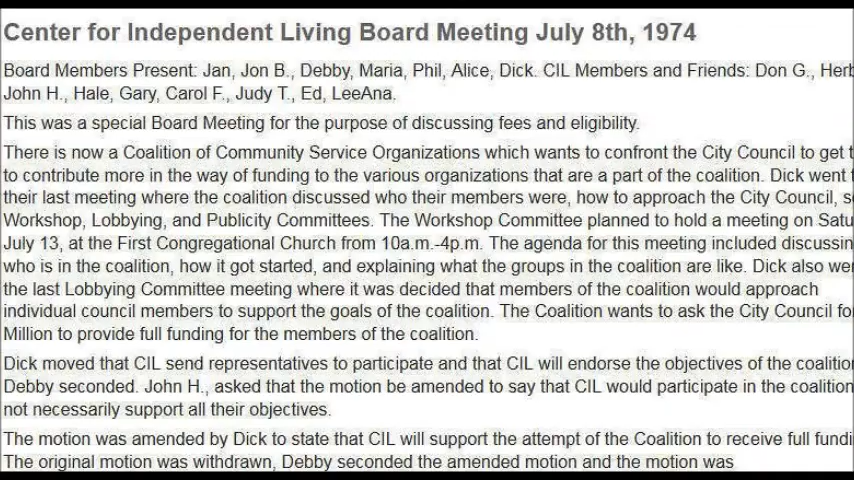 Center for Independent Living Board Meeting July 8th, 1974
Board Members Present: Jan, Jon B., Debby, Maria, Phil, Alice, Dick. CIL Members and Friends: Don G., Herb
John H., Hale, Gary, Carol F., Judy T., Ed, LeeAna.
This was a special Board Meeting for the purpose of discussing fees and eligibility.
There is now a Coalition of Community Service Organizations which wants to confront the City Council to get t
to contribute more in the way of funding to the various organizations that are a part of the coalition. Dick went t
their last meeting where the coalition discussed who their members were, how to approach the City Council, s
Workshop, Lobbying, and Publicity Committees. The Workshop Committee planned to hold a meeting on Satu
July 13, at the First Congregational Church from 10a.m.-4p.m. The agenda for this meeting included discussin
who is in the coalition, how it got started, and explaining what the groups in the coalition are like. Dick also wen
the last Lobbying Committee meeting where it was decided that members of the coalition would approach
individual council members to support the goals of the coalition. The Coalition wants to ask the City Council fo
Million to provide full funding for the members of the coalition.
Dick moved that CIL send representatives to participate and that CIL will endorse the objectives of the coalition
Debby seconded. John H., asked that the motion be amended to say that CIL would participate in the coalition
not necessarily support all their objectives.
The motion was amended by Dick to state that CIL will support the attempt of the Coalition to receive full fundi
The original motion was withdrawn, Debby seconded the amended motion and the motion was